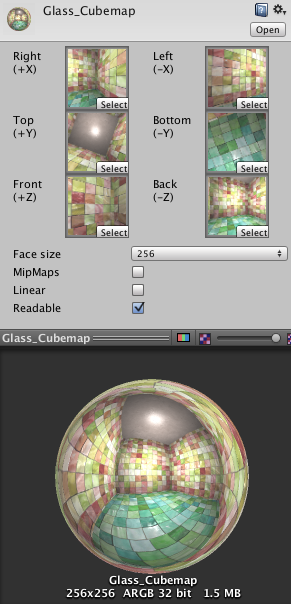 Glass_Cubemap
Open
Right Left
(+X) (-X)
Select Select
Top Bottom
(+Y) (-Y)
Select Select
Front Back
(+Z) (-Z)
Select Select
Face size 256
MipMaps
Linear
Readable
Glass_Cubemap
Glass_Cubemap
256x256 ARGB 32 bit 1.5 MB